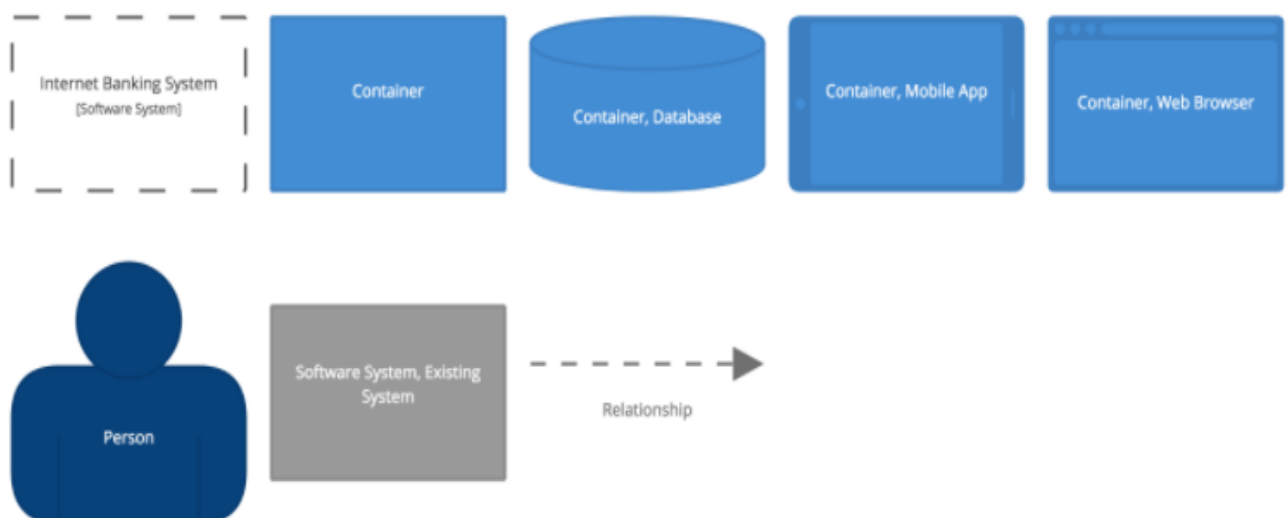 Internet Banking System
[Software System]
Container
Container, Database
Container, Mobile App
Container, Web Browser
Person
Software System, Existing
System
Relationship